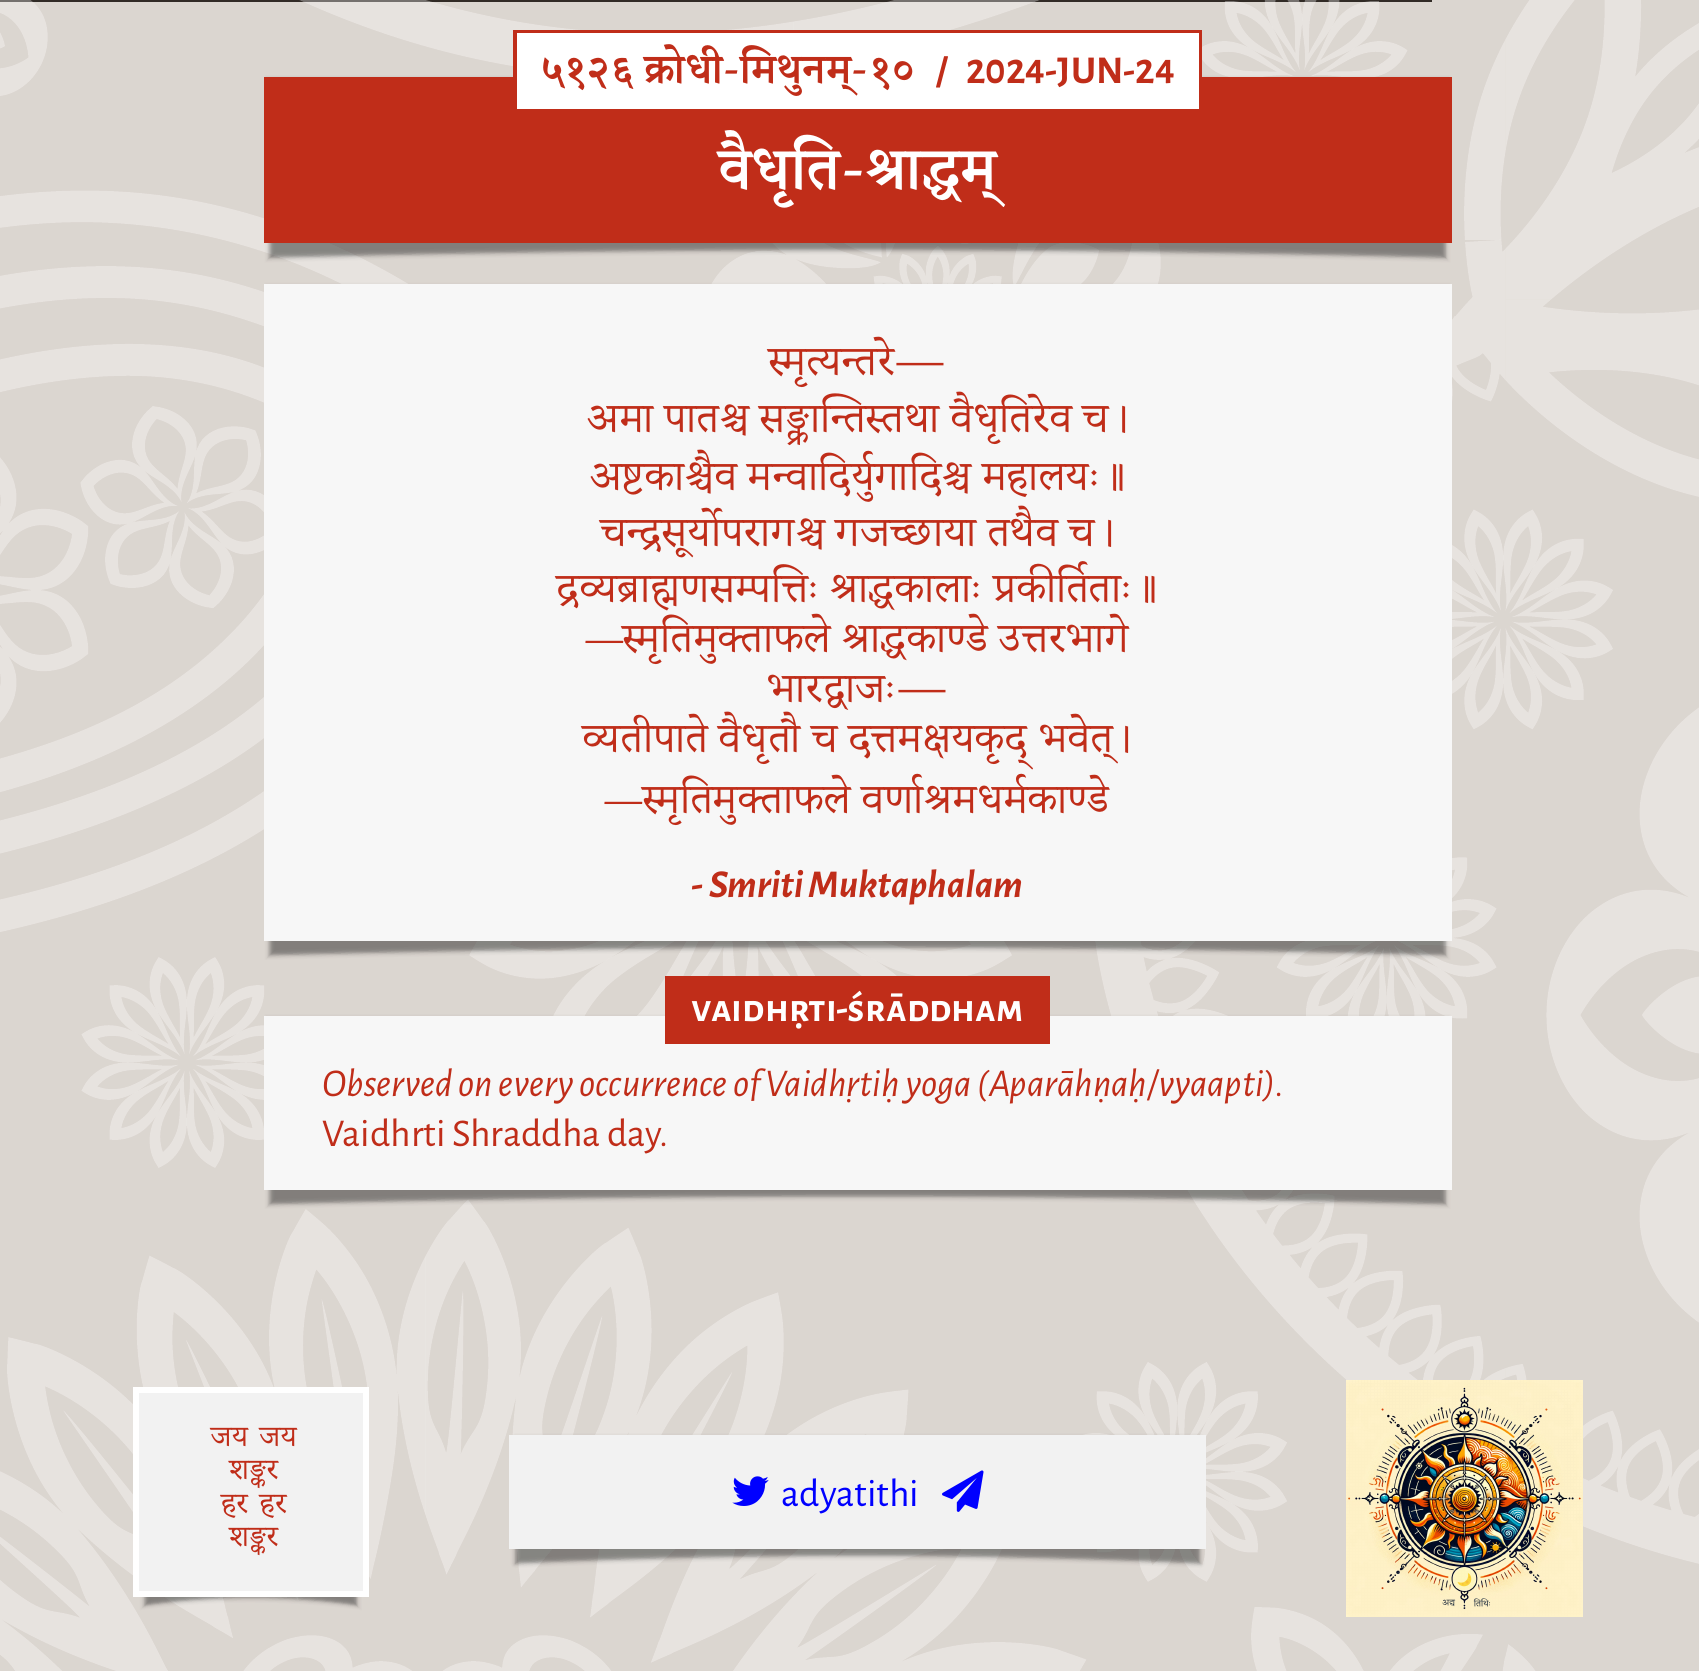 ५१२६ क्रोधी-मिथुनम्-१० / 2024-JUN-24
वैधृति-श्राद्धम्
स्मृत्यन्तरे—
अमा पातश्च सङ्क्रान्तिस्तथा वैधृतिरेव च।
अष्टकाश्चैव मन्वादिर्युगादिश्च महालयः॥
चन्द्रसूर्योपरागश्च गजच्छाया तथैव च।
द्रव्यब्राह्मणसम्पत्तिः श्राद्धकालाः प्रकीर्तिताः॥
—स्मृतिमुक्ताफले श्राद्धकाण्डे उत्तरभागे
भारद्वाजः—
व्यतीपाते वैधृतौ च दत्तमक्षयकृद् भवेत्।
—स्मृतिमुक्ताफले वर्णाश्रमधर्मकाण्डे
- Smriti Muktaphalam
VAIDHṚTI-ŚRĀDDHAM
Observed on every occurrence of Vaidhṛtiḥ yoga (Aparāhṇaḥ/vyaapti).
Vaidhrti Shraddha day.
जय जय
शङ्कर
हर हर
शङ्कर
adyatithi
अद्य तिथिः